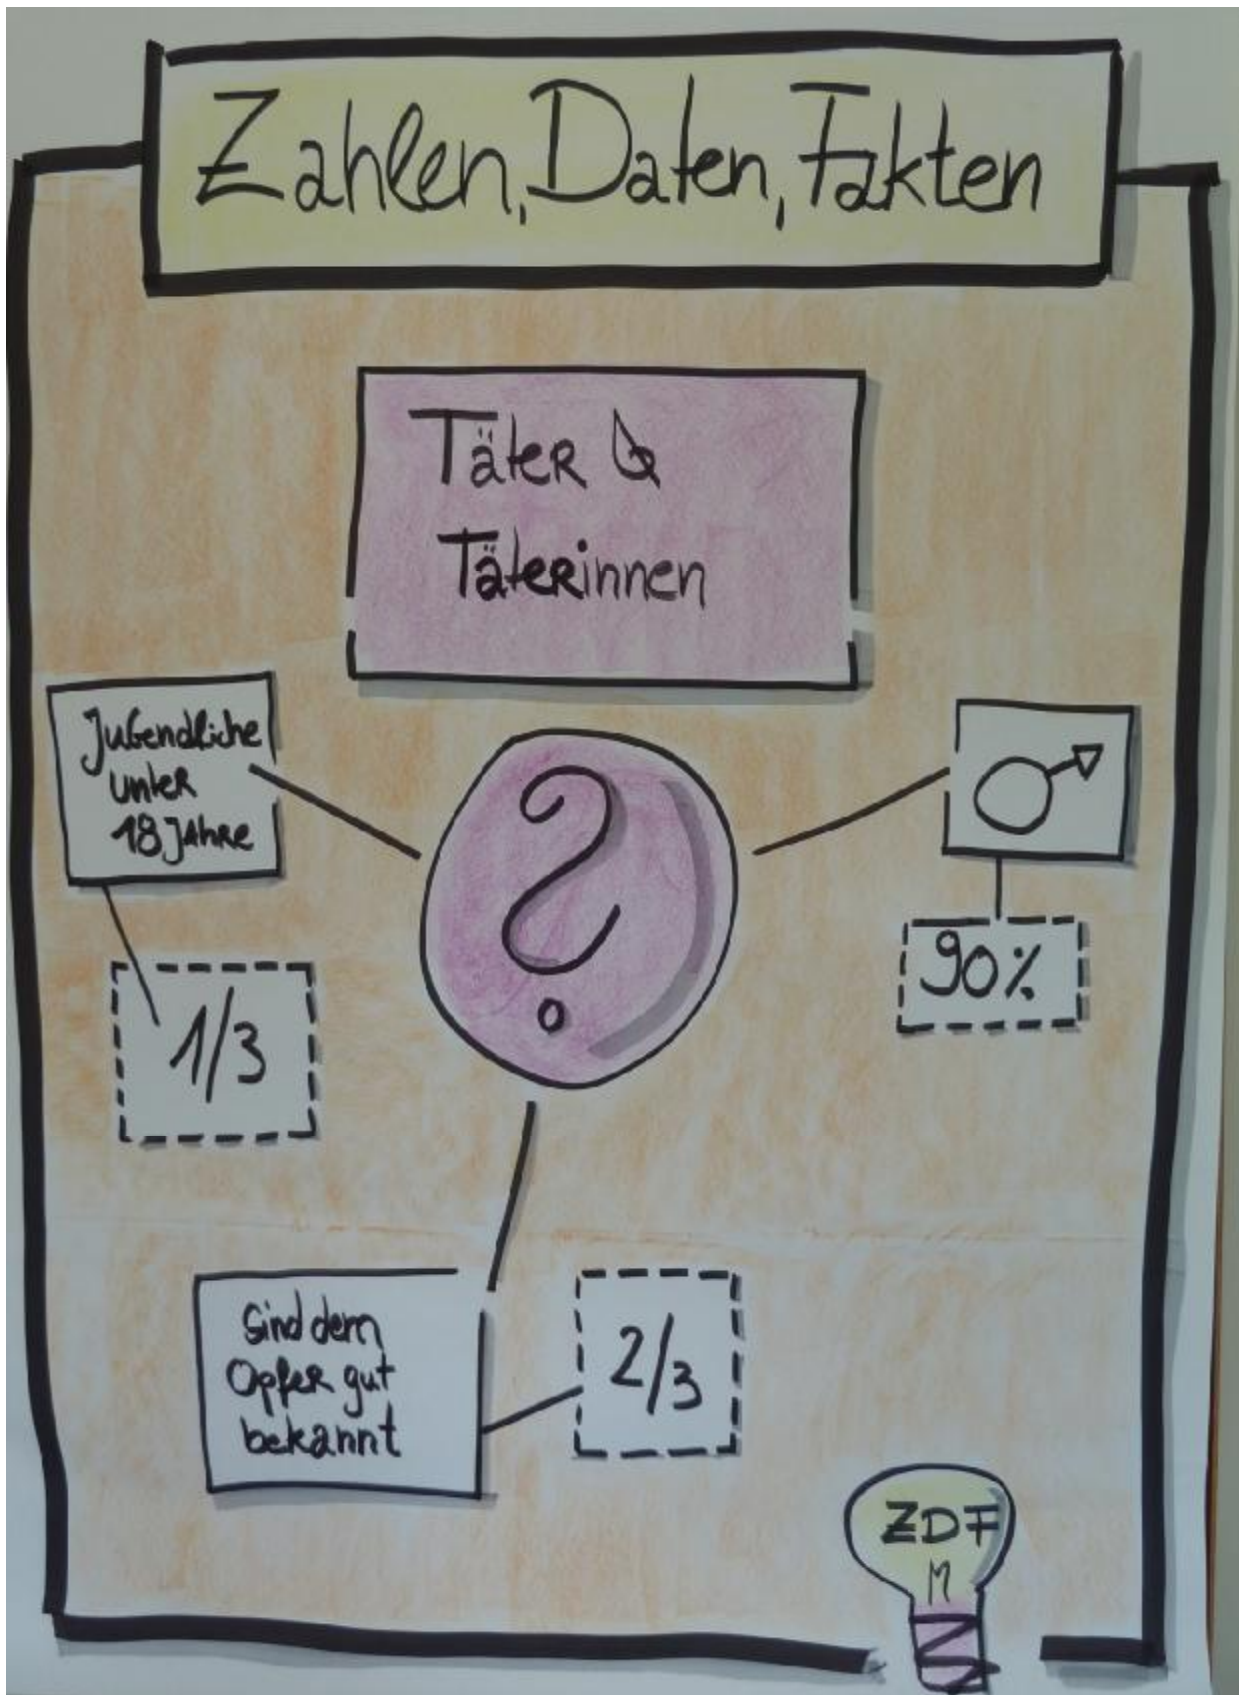 Zahlen, Daten, Fakten
Täter &
Täterinnen
Jugendliche
unter
18 Jahre
1/3
?
90%
Sind dem
Opfer gut
bekannt
2/3
ZDF